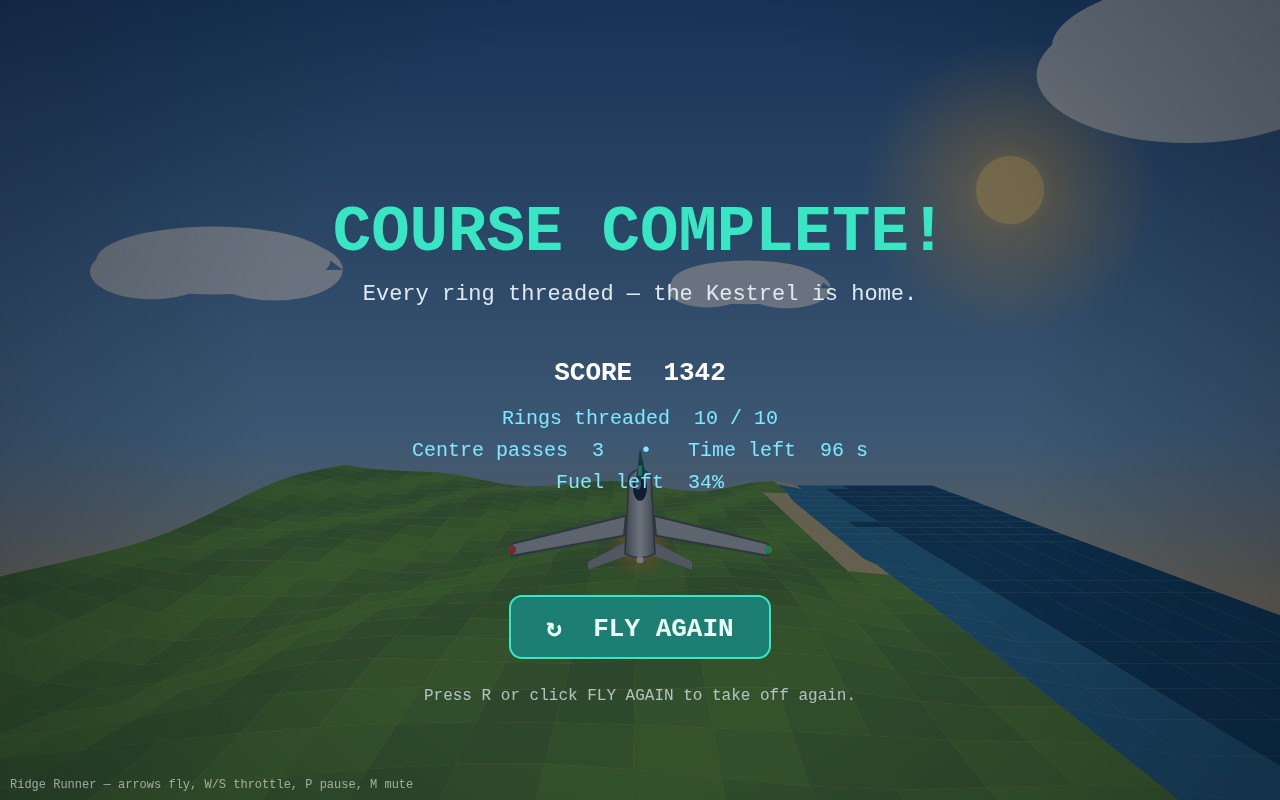 COURSE COMPLETE!
Every ring threaded — the Kestrel is home.
SCORE 1342
Rings threaded 10 / 10
Centre passes 3 • Time left 96 s
Fuel left 34%
↻ FLY AGAIN
Press R or click FLY AGAIN to take off again.
Ridge Runner — arrows fly, W/S throttle, P pause, M mute